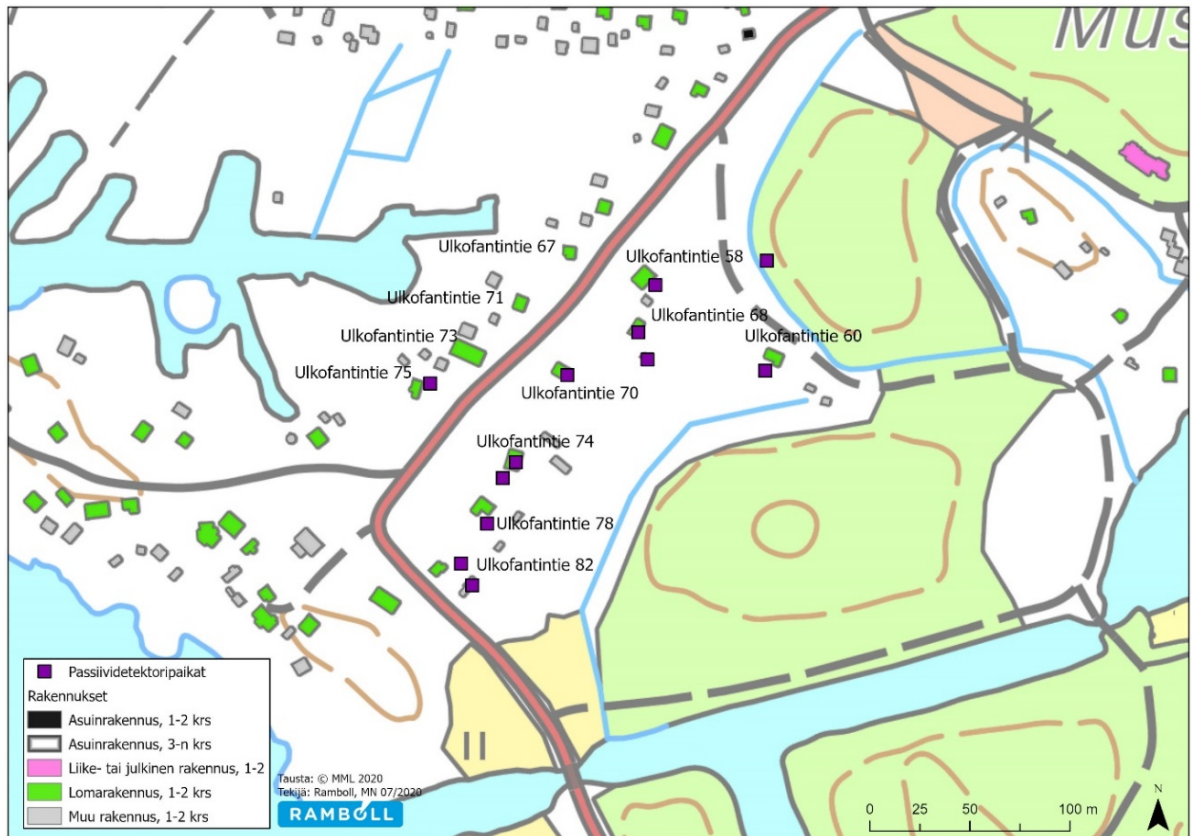 Mus
Ulkofantintie 67
Ulkofantintie 58
Ulkofantintie 71
Ulkofantintie 68
Ulkofantintie 73
Ulkofantintie 60
Ulkofantintie 75
Ulkofantintie 70
Ulkofantintie 74
Ulkofantintie 78
Ulkofantintie 82
Passiividetektoripaikat
Rakennukset
Asuinrakennus, 1-2 krs
Asuinrakennus, 3-n krs
Liike- tai julkinen rakennus, 1-2
Lomarakennus, 1-2 krs
Muu rakennus, 1-2 krs
Tausta: © MML 2020
Tekijä: Ramboll, MN 07/2020
RAMBOLL
0 25 50 100 m
N